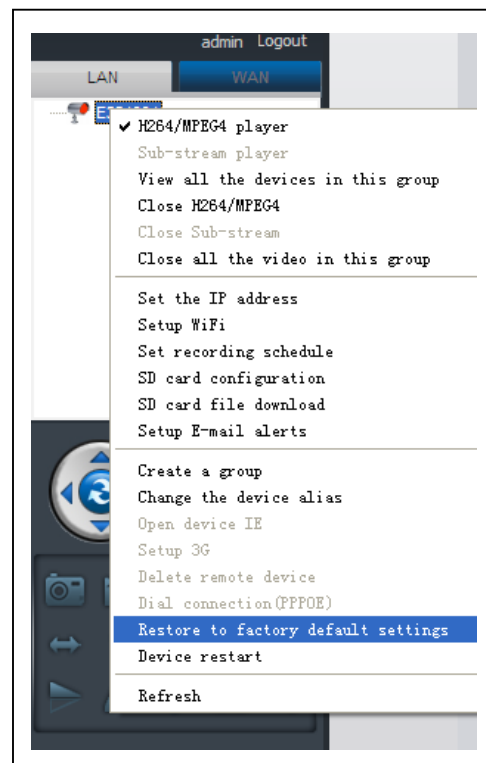 admin Logout
LAN WAN
H264/MPEG4 player
Sub-stream player
View all the devices in this group
Close H264/MPEG4
Close Sub-stream
Close all the video in this group
Set the IP address
Setup WiFi
Set recording schedule
SD card configuration
SD card file download
Setup E-mail alerts
Create a group
Change the device alias
Open device IE
Setup 3G
Delete remote device
Dial connection(PPPOE)
Restore to factory default settings
Device restart
Refresh